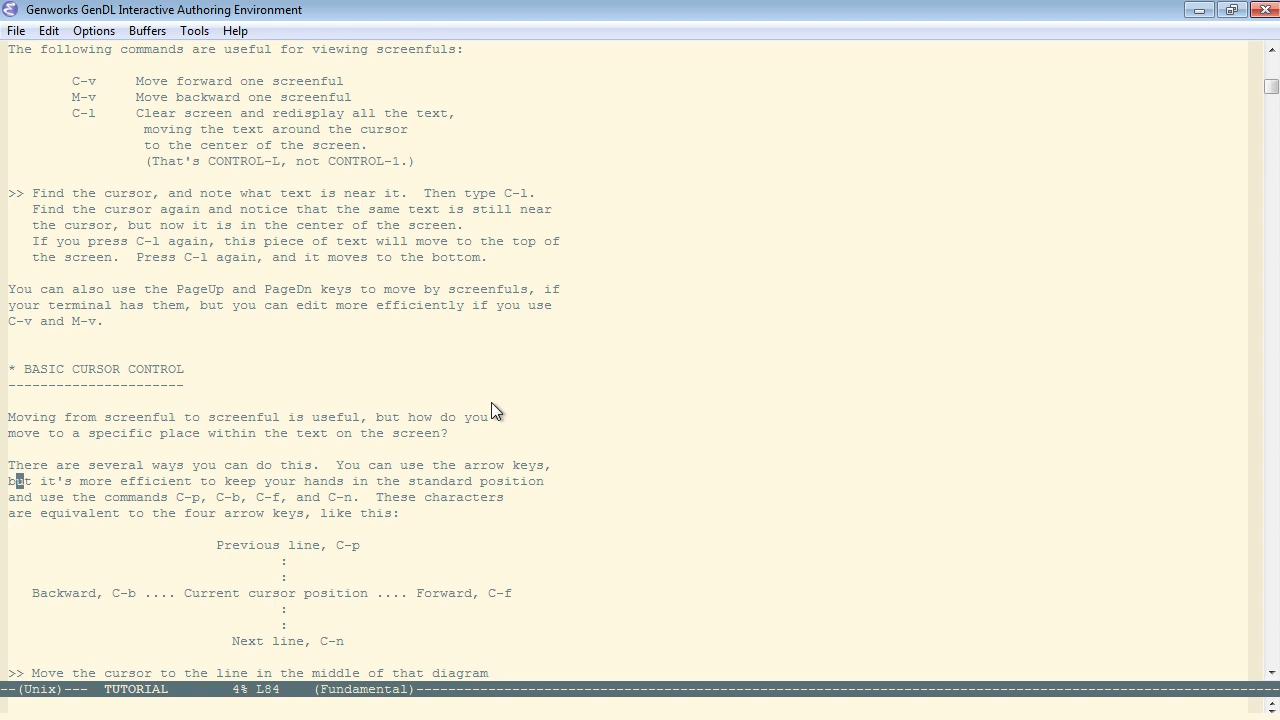 Genworks GenDL Interactive Authoring Environment
File Edit Options Buffers Tools Help
The following commands are useful for viewing screenfuls:
C-v Move forward one screenful
M-v Move backward one screenful
C-l Clear screen and redisplay all the text,
moving the text around the cursor
to the center of the screen.
(That's CONTROL-L, not CONTROL-1.)
>> Find the cursor, and note what text is near it. Then type C-l.
Find the cursor again and notice that the same text is still near
the cursor, but now it is in the center of the screen.
If you press C-l again, this piece of text will move to the top of
the screen. Press C-l again, and it moves to the bottom.
You can also use the PageUp and PageDn keys to move by screenfuls, if
your terminal has them, but you can edit more efficiently if you use
C-v and M-v.
* BASIC CURSOR CONTROL
----------------------
Moving from screenful to screenful is useful, but how do you
move to a specific place within the text on the screen?
There are several ways you can do this. You can use the arrow keys,
but it's more efficient to keep your hands in the standard position
and use the commands C-p, C-b, C-f, and C-n. These characters
are equivalent to the four arrow keys, like this:
Previous line, C-p
:
:
Backward, C-b .... Current cursor position .... Forward, C-f
:
:
Next line, C-n
>> Move the cursor to the line in the middle of that diagram
--(Unix)--- TUTORIAL 4% L84 (Fundamental)----------